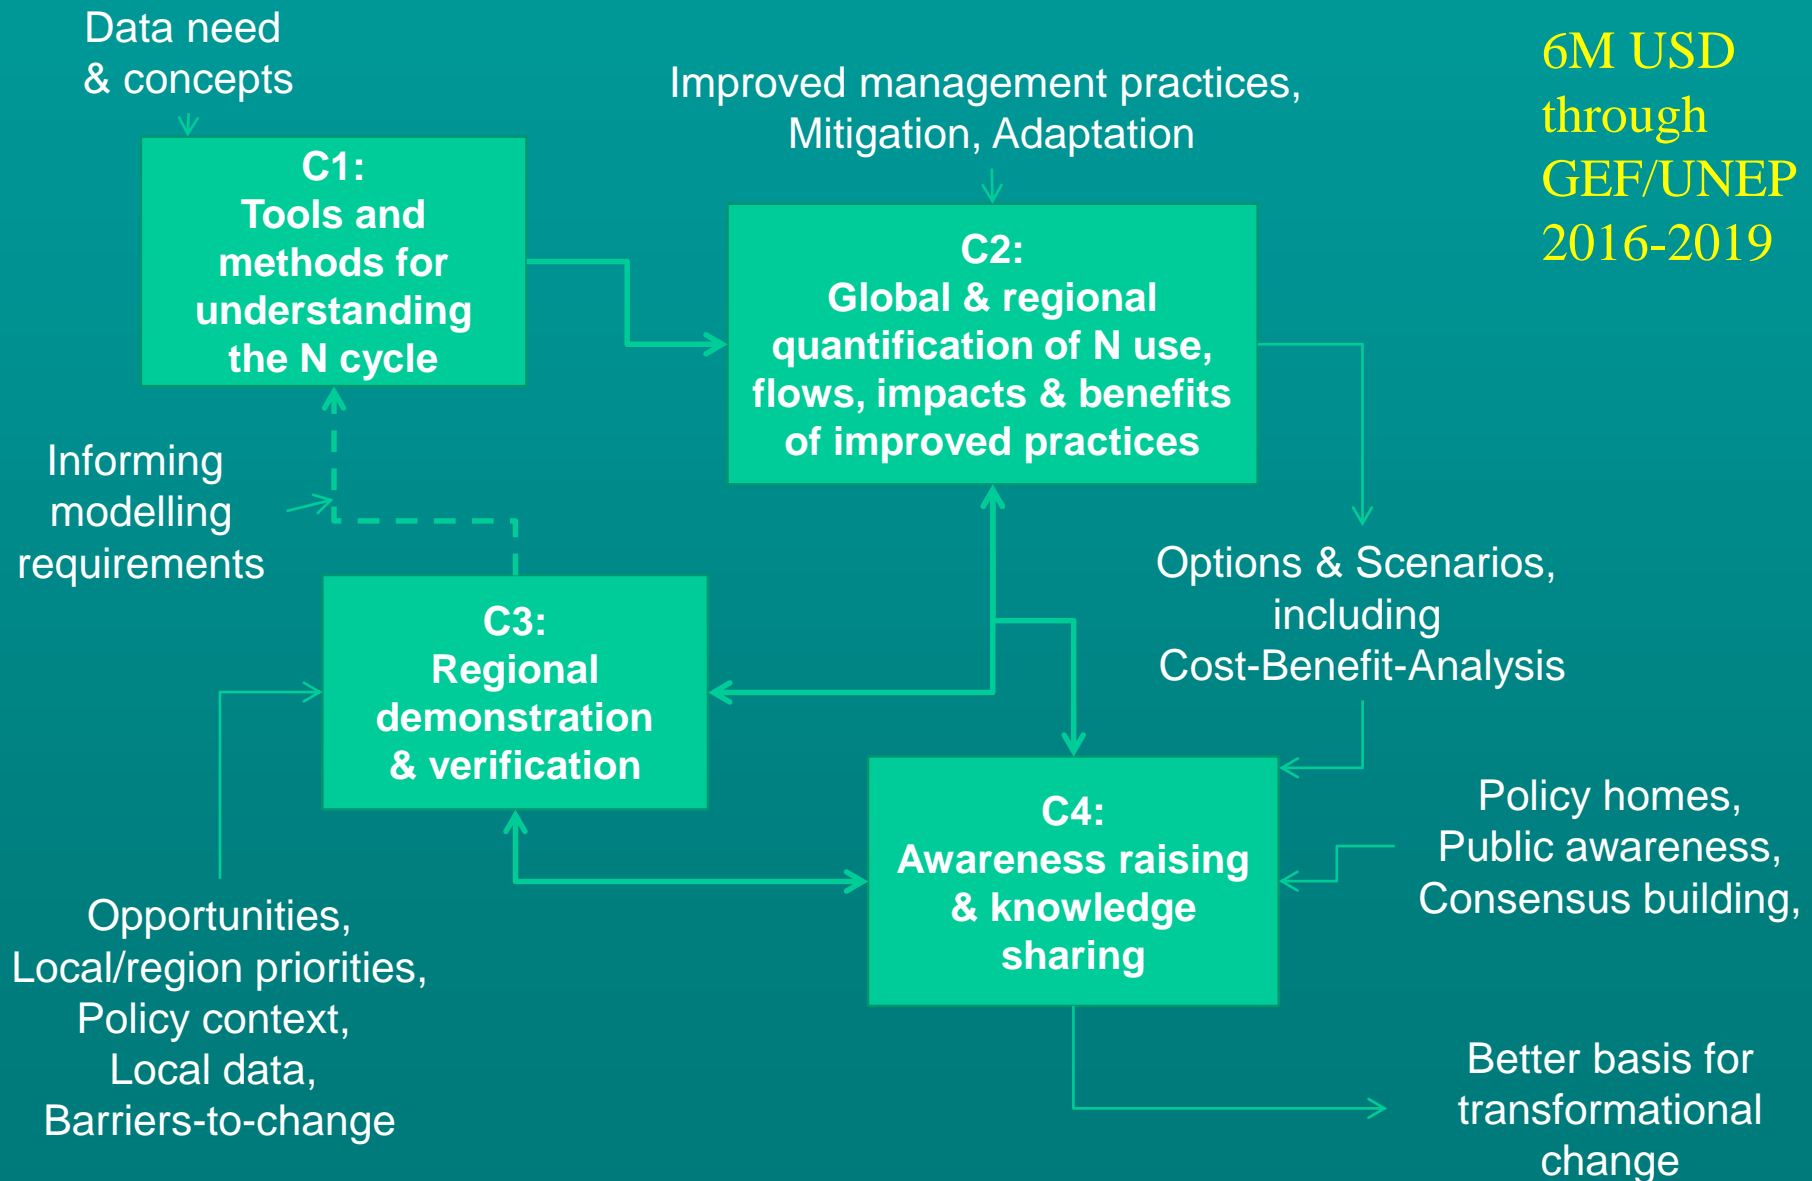 Data need
& concepts
Improved management practices,
Mitigation, Adaptation
6M USD
through
GEF/UNEP
2016-2019
C1:
Tools and
methods for
understanding
the N cycle
C2:
Global & regional
quantification of N use,
flows, impacts & benefits
of improved practices
Informing
modelling
requirements
Options & Scenarios,
including
Cost-Benefit-Analysis
C3:
Regional
demonstration
& verification
C4:
Awareness raising
& knowledge
sharing
Policy homes,
Public awareness,
Consensus building,
Opportunities,
Local/region priorities,
Policy context,
Local data,
Barriers-to-change
Better basis for
transformational
change